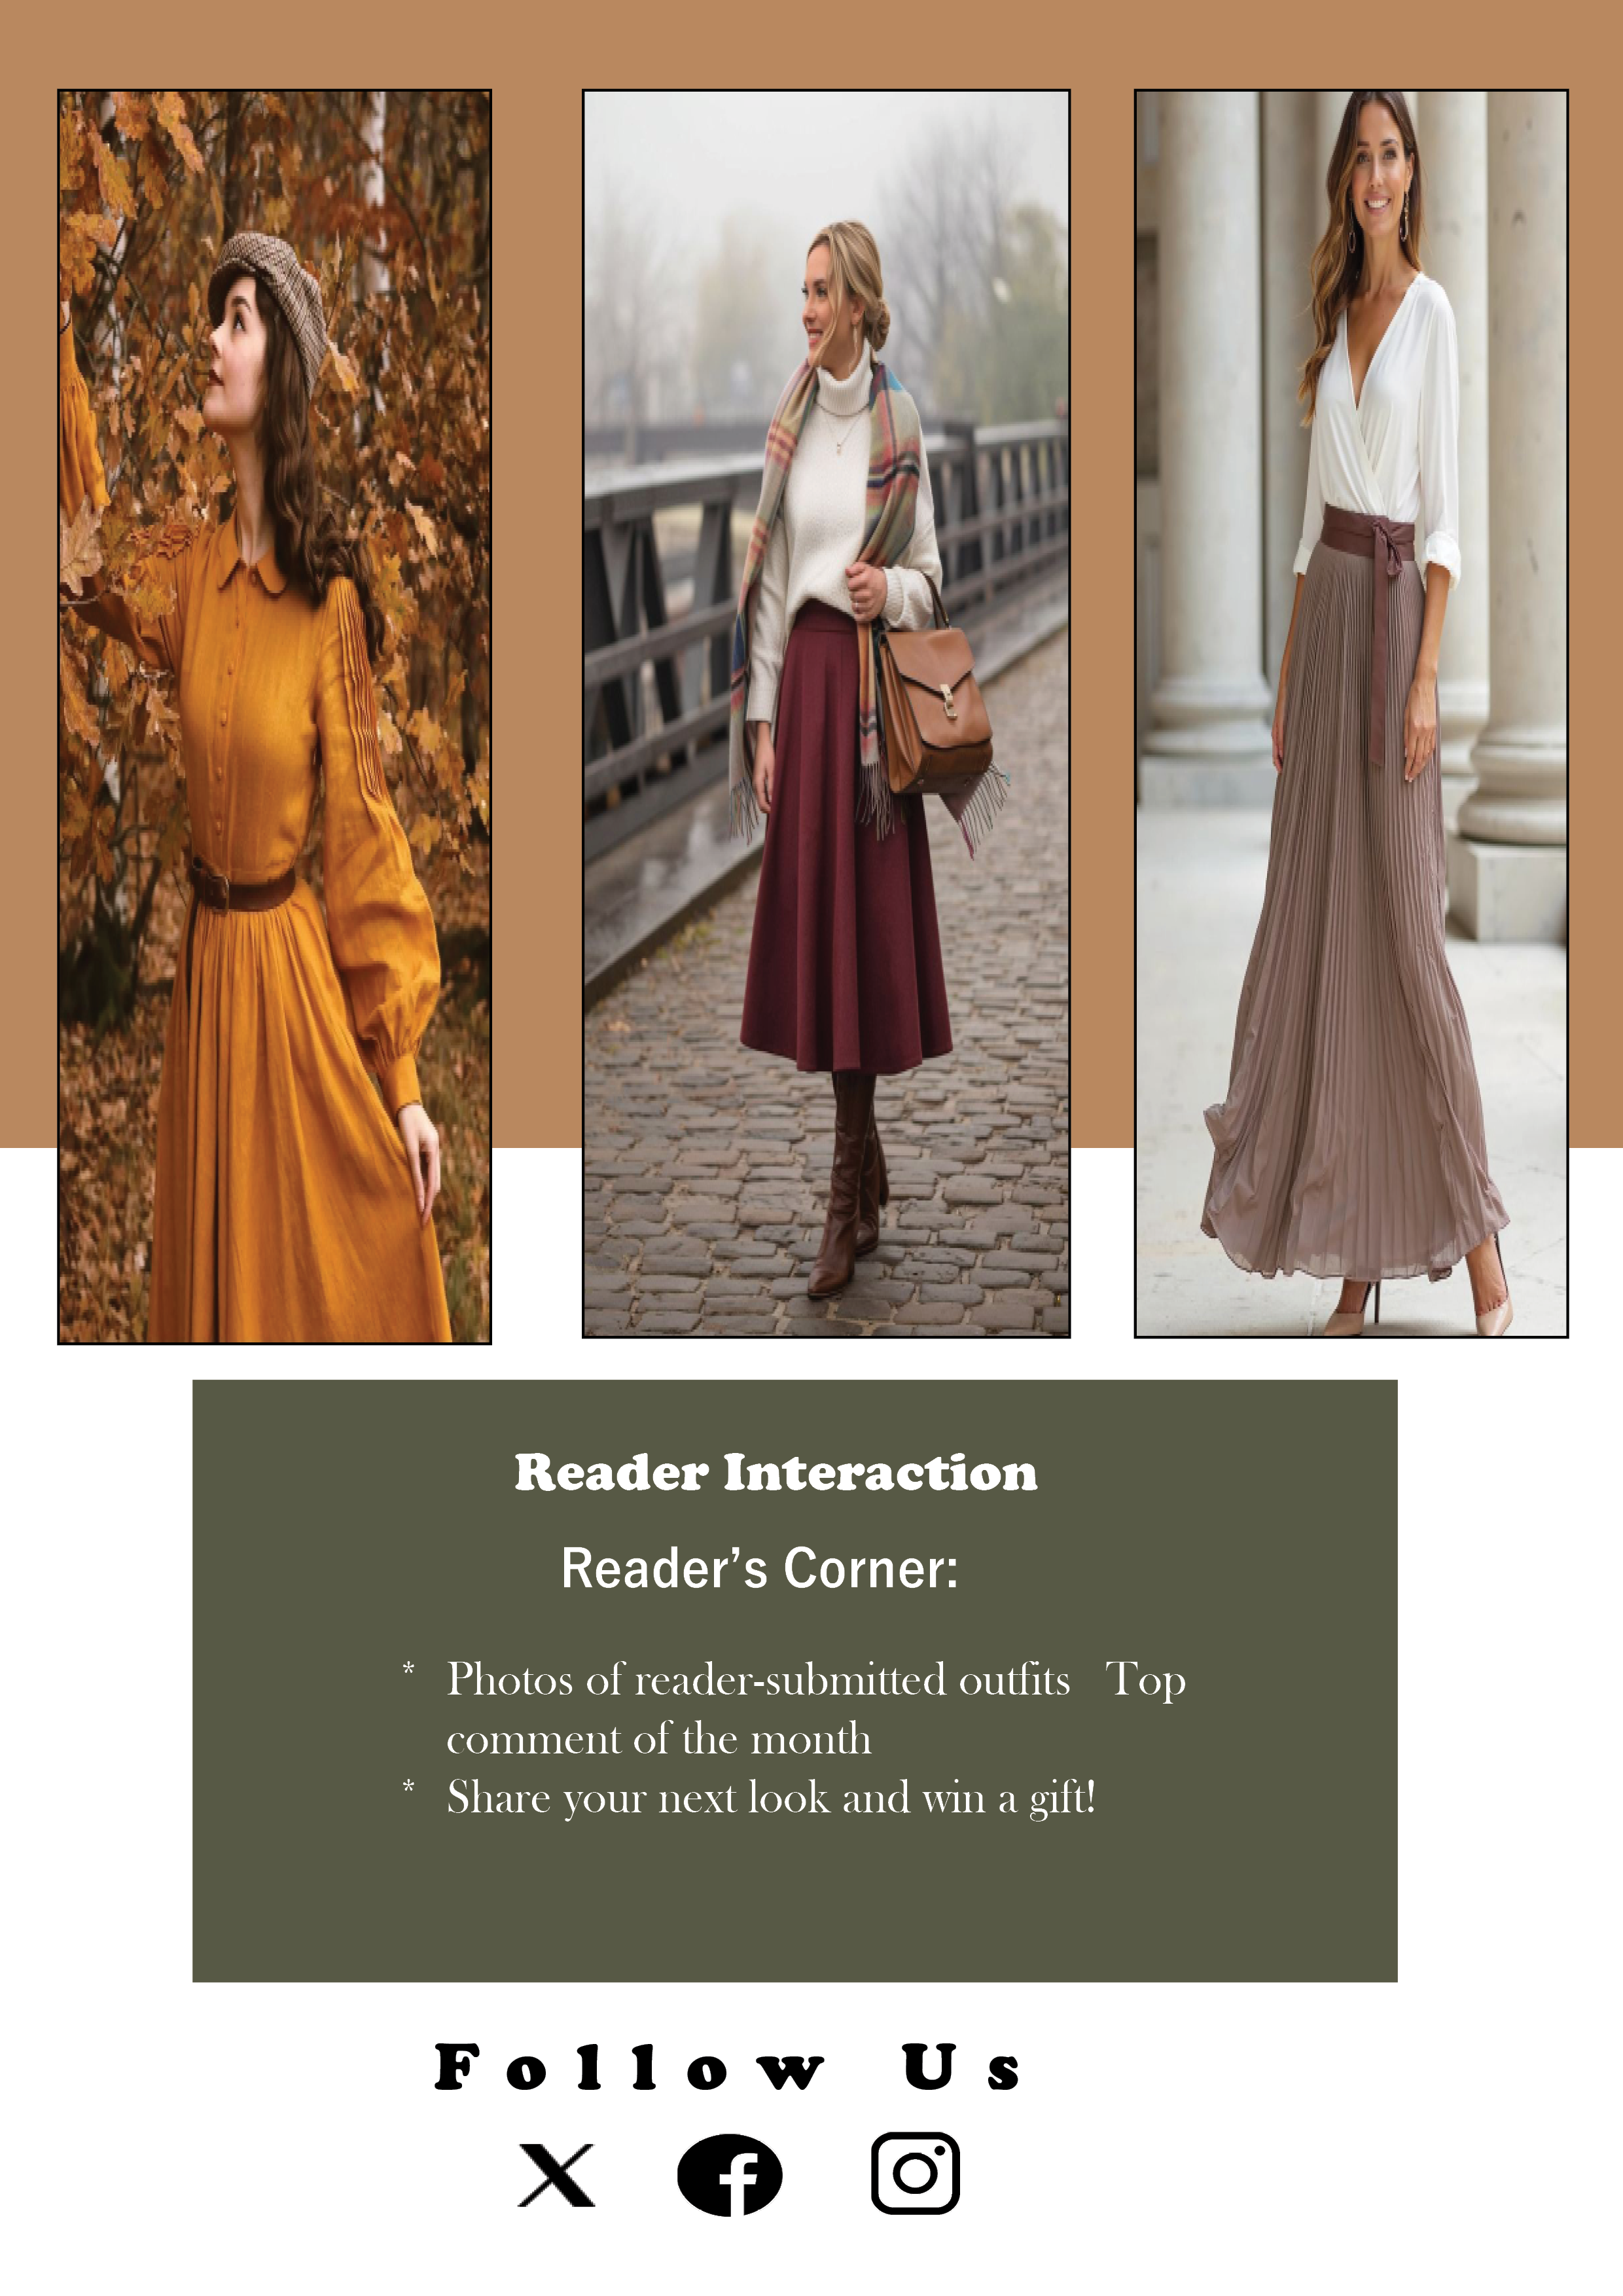 Reader Interaction
Reader’s Corner:
* Photos of reader-submitted outfits   Top
comment of the month
* Share your next look and win a gift!
Follow Us